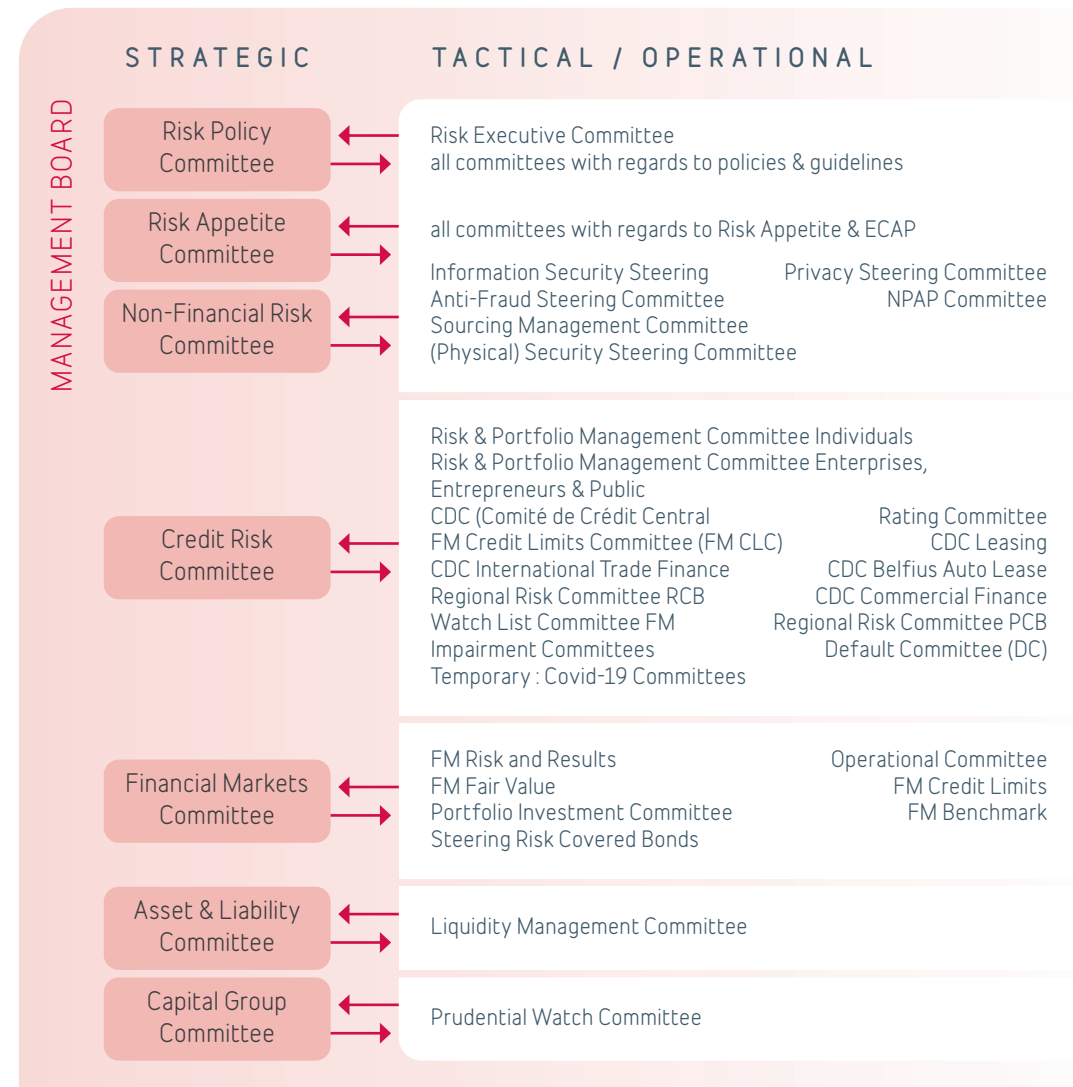 STRATEGIC
TACTICAL / OPERATIONAL
MANAGEMENT BOARD
Risk Policy
Committee
Risk Executive Committee
all committees with regards to policies & guidelines
Risk Appetite
Committee
all committees with regards to Risk Appetite & ECAP
Non-Financial Risk
Committee
Information Security Steering
Privacy Steering Committee
Anti-Fraud Steering Committee
NPAP Committee
Sourcing Management Committee
(Physical) Security Steering Committee
Credit Risk
Committee
Risk & Portfolio Management Committee Individuals
Risk & Portfolio Management Committee Enterprises,
Entrepreneurs & Public
CDC (Comité de Crédit Central
Rating Committee
FM Credit Limits Committee (FM CLC)
CDC Leasing
CDC International Trade Finance
CDC Belfius Auto Lease
Regional Risk Committee RCB
CDC Commercial Finance
Watch List Committee FM
Regional Risk Committee PCB
Impairment Committees
Default Committee (DC)
Temporary : Covid-19 Committees
Financial Markets
Committee
FM Risk and Results
Operational Committee
FM Fair Value
FM Credit Limits
Portfolio Investment Committee
FM Benchmark
Steering Risk Covered Bonds
Asset & Liability
Committee
Liquidity Management Committee
Capital Group
Committee
Prudential Watch Committee